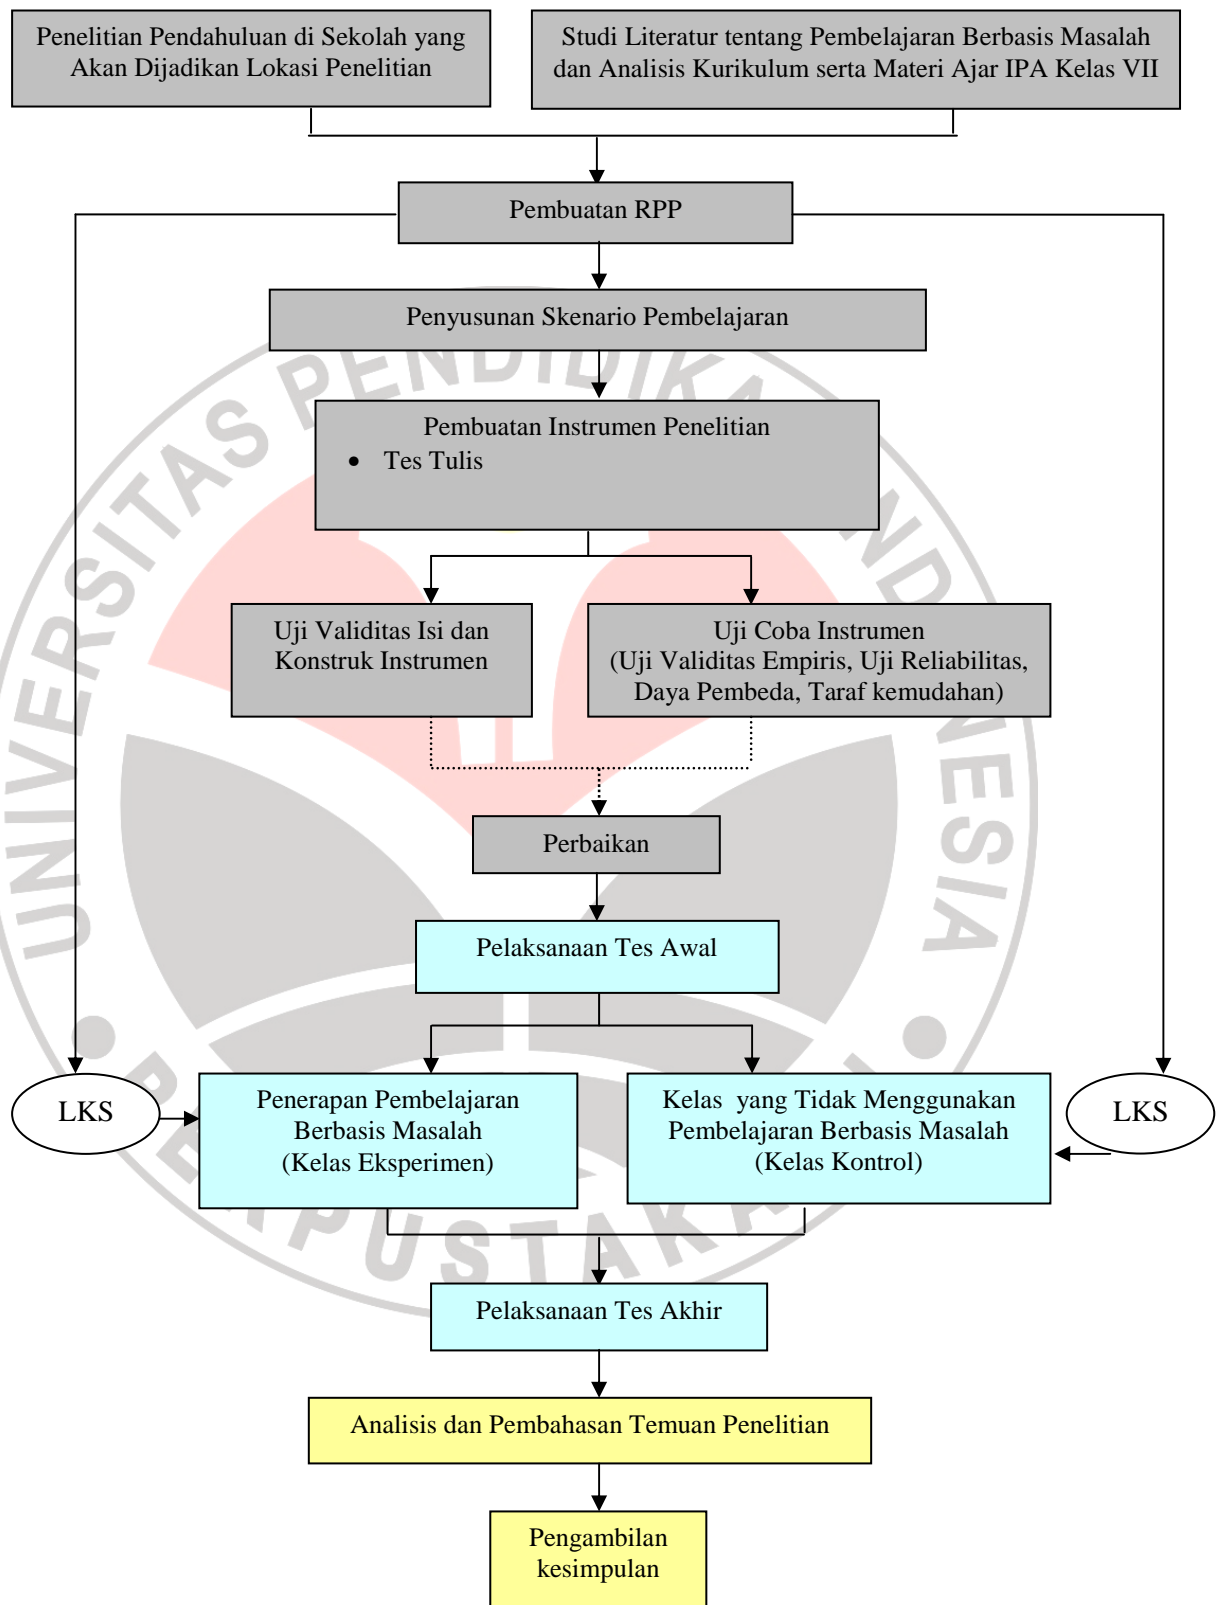 Penelitian Pendahuluan di Sekolah yang
Akan Dijadikan Lokasi Penelitian
Studi Literatur tentang Pembelajaran Berbasis Masalah
dan Analisis Kurikulum serta Materi Ajar IPA Kelas VII
Pembuatan RPP
Penyusunan Skenario Pembelajaran
Pembuatan Instrumen Penelitian
• Tes Tulis
Uji Validitas Isi dan
Konstruk Instrumen
Uji Coba Instrumen
(Uji Validitas Empiris, Uji Reliabilitas,
Daya Pembeda, Taraf kemudahan)
Perbaikan
Pelaksanaan Tes Awal
LKS
Penerapan Pembelajaran
Berbasis Masalah
(Kelas Eksperimen)
Kelas yang Tidak Menggunakan
Pembelajaran Berbasis Masalah
(Kelas Kontrol)
LKS
Pelaksanaan Tes Akhir
Analisis dan Pembahasan Temuan Penelitian
Pengambilan
kesimpulan
UNIVERSITAS PENDIDIKAN INDONESIA
PERPUSTAKAAN